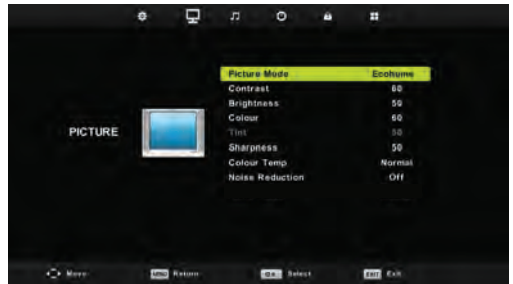 Picture Mode Ecohome
Contrast 60
Brightness 50
Colour 60
PICTURE
Tint 50
Sharpness 50
Colour Temp Normal
Noise Reduction Off
Move MENU Return OK Select EXIT Exit